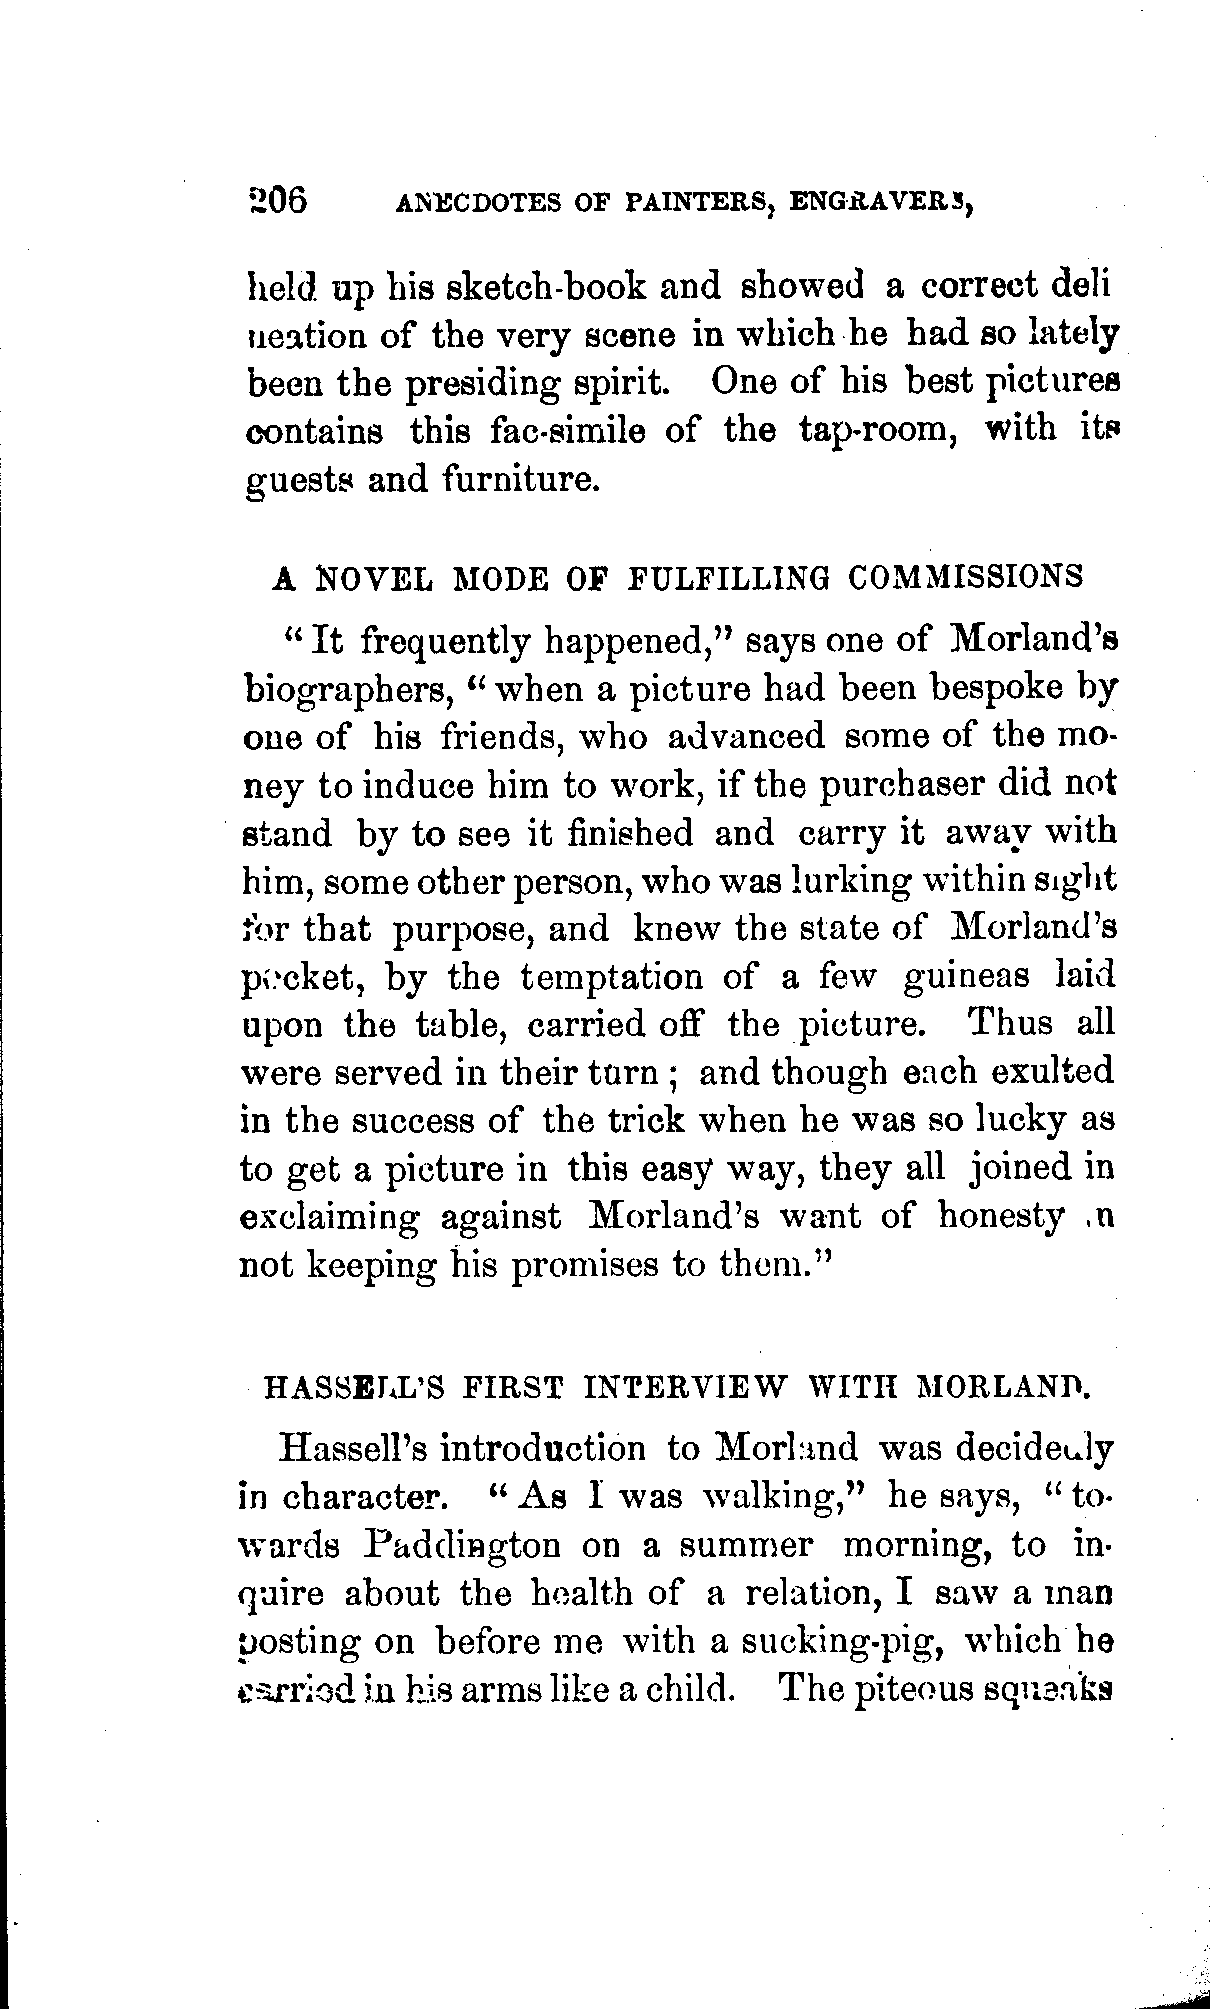 206 ANECDOTES OF PAINTERS, ENGRAVERS,
held up his sketch-book and showed a correct deli
neation of the very scene in which he had so lately
been the presiding spirit. One of his best pictures
contains this fac-simile of the tap-room, with its
guests and furniture.
A NOVEL MODE OF FULFILLING COMMISSIONS
“It frequently happened,” says one of Morland’s
biographers, “when a picture had been bespoke by
one of his friends, who advanced some of the mo-
ney to induce him to work, if the purchaser did not
stand by to see it finished and carry it away with
him, some other person, who was lurking within sight
for that purpose, and knew the state of Morland’s
pocket, by the temptation of a few guineas laid
upon the table, carried off the picture. Thus all
were served in their turn; and though each exulted
in the success of the trick when he was so lucky as
to get a picture in this easy way, they all joined in
exclaiming against Morland’s want of honesty in
not keeping his promises to them.”
HASSELL’S FIRST INTERVIEW WITH MORLAND.
Hassell’s introduction to Morland was decidedly
in character. “As I was walking,” he says, “to-
wards Paddington on a summer morning, to in-
quire about the health of a relation, I saw a man
posting on before me with a sucking-pig, which he
carried in his arms like a child. The piteous squeaks